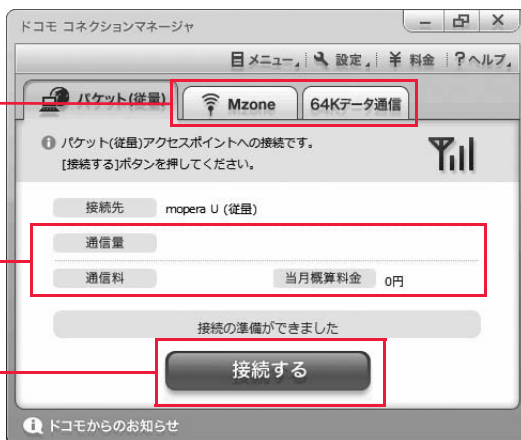 ドコモ コネクションマネージャ
メニュー 設定 ¥ 料金 ? ヘルプ
パケット(従量) Mzone 64Kデータ通信
パケット(従量)アクセスポイントへの接続です。
[接続する]ボタンを押してください。
接続先 mopera U (従量)
通信量
通信料 当月概算料金 0円
接続の準備ができました
接続する
ドコモからのお知らせ